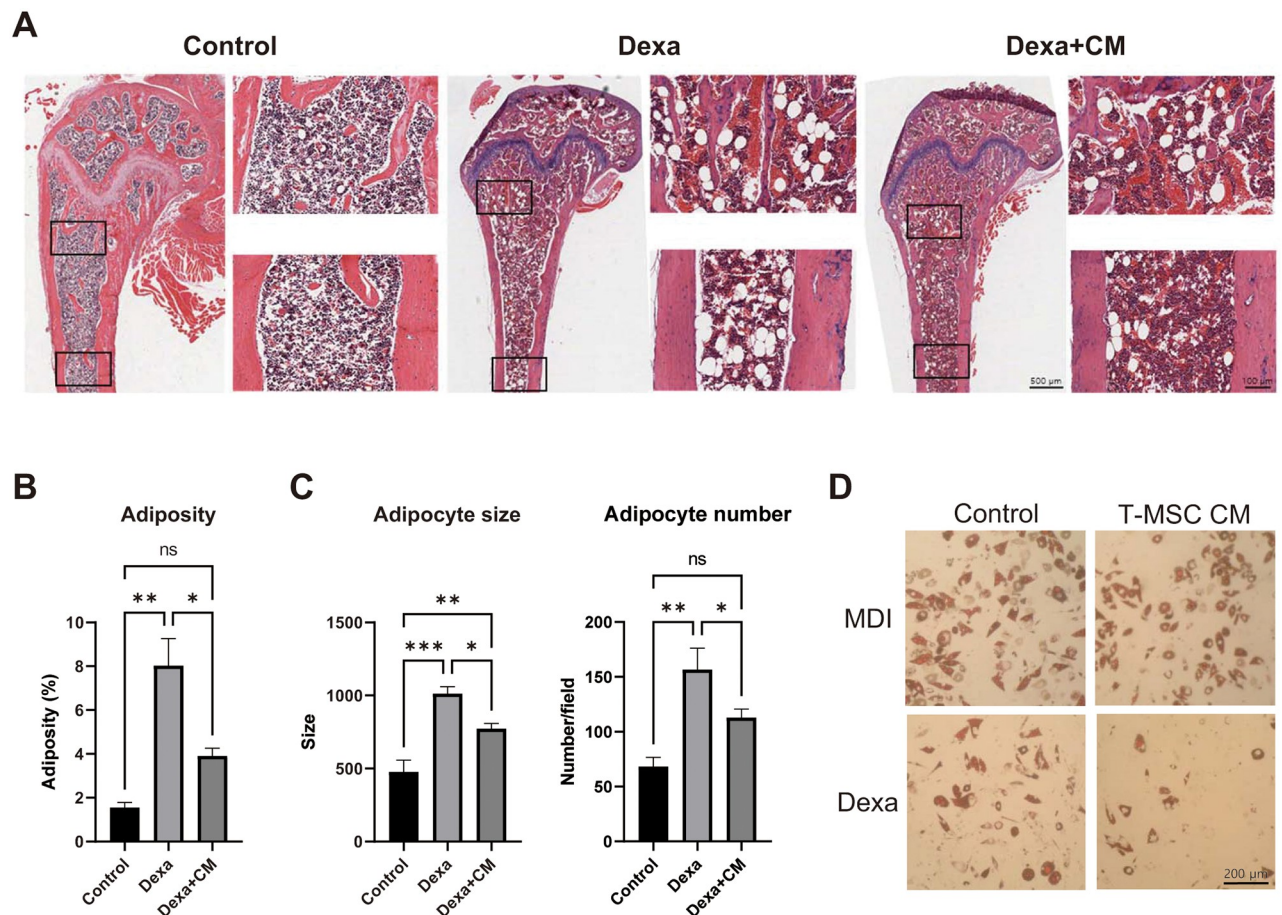 A
Control
Dexa
Dexa+CM
500 µm
100 µm
B
Adiposity
ns
**
*
10
8
6
4
2
0
Adiposity (%)
Control
Dexa
Dexa+CM
C
Adipocyte size
**
***
*
1500
1000
500
0
Size
Control
Dexa
Dexa+CM
Adipocyte number
ns
**
*
200
150
100
50
0
Number/field
Control
Dexa
Dexa+CM
D
Control
T-MSC CM
MDI
Dexa
200 µm